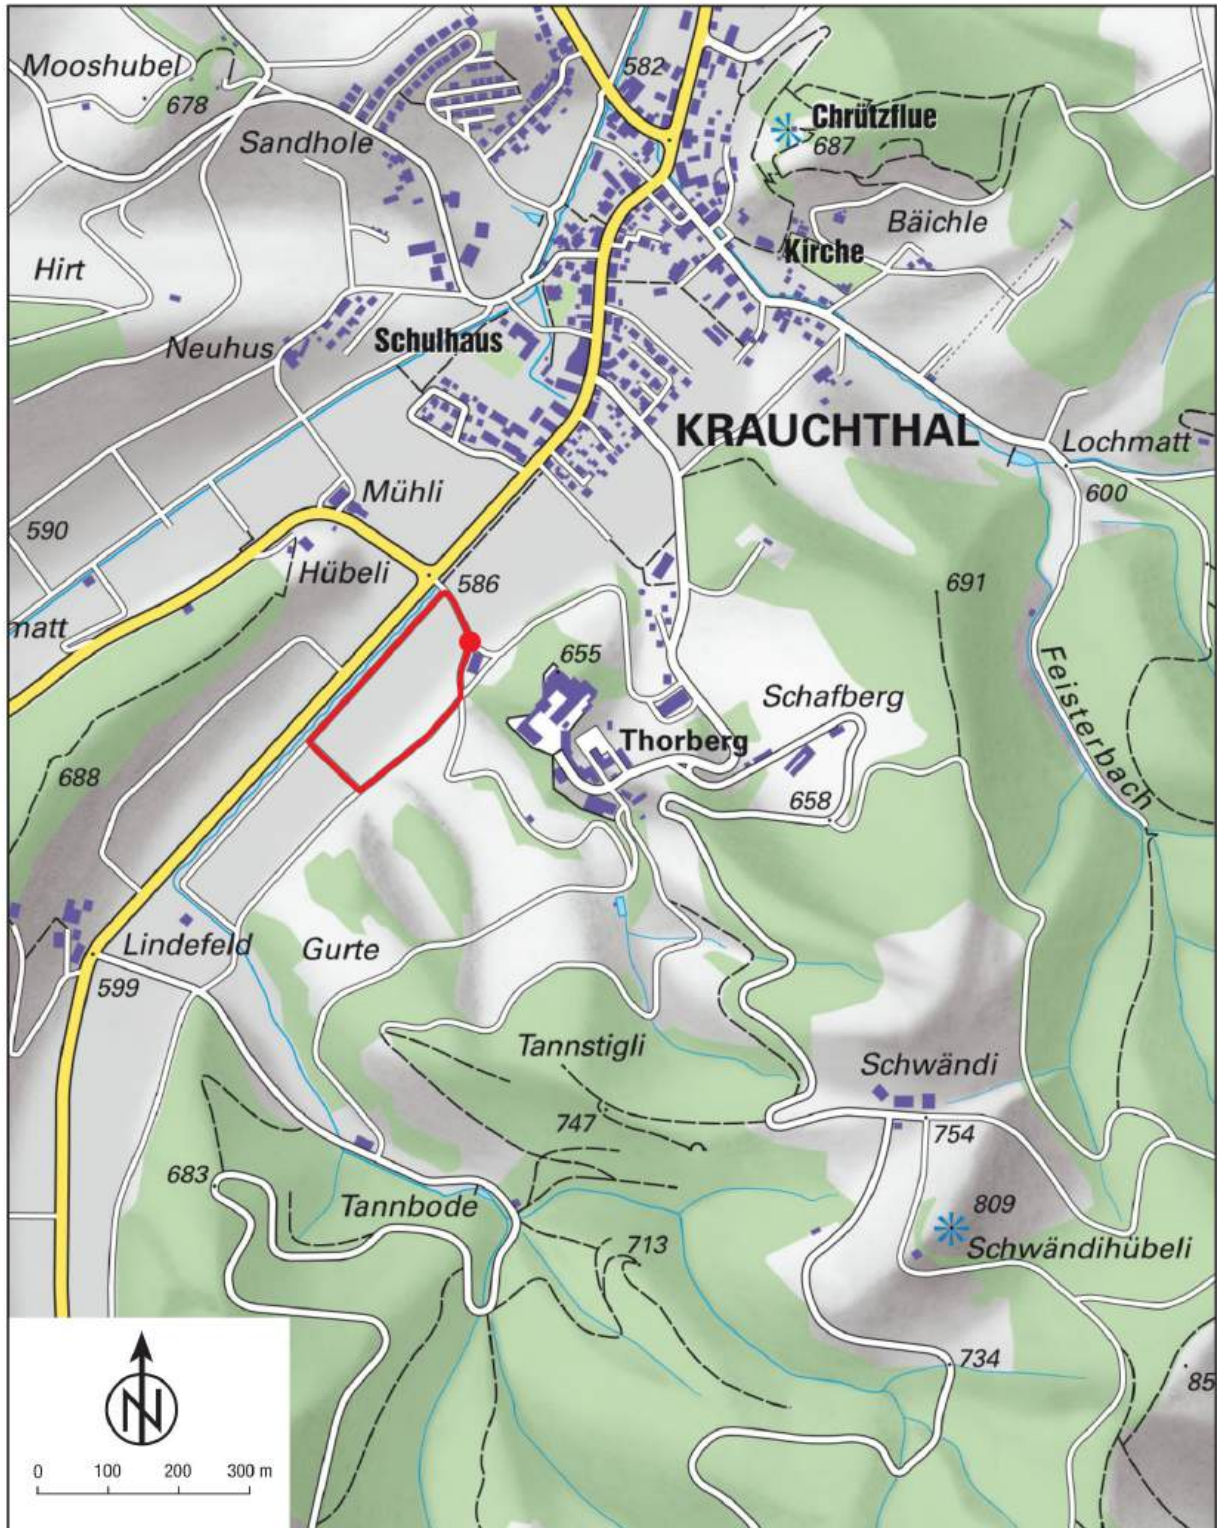 Mooshubel
678
Sandhole
582
Chrützflue
687
Bäichle
Kirche
Hirt
Neuhus
Schulhaus
KRAUCHTHAL
Lochmatt
600
Mühli
590
Hübeli
586
691
matt
655
Feisterbach
Schafberg
Thorberg
688
658
Lindefeld
Gurte
599
Tannstigli
Schwändi
747
754
683
Tannbode
809
Schwändihübeli
713
734
85
N
0 100 200 300 m